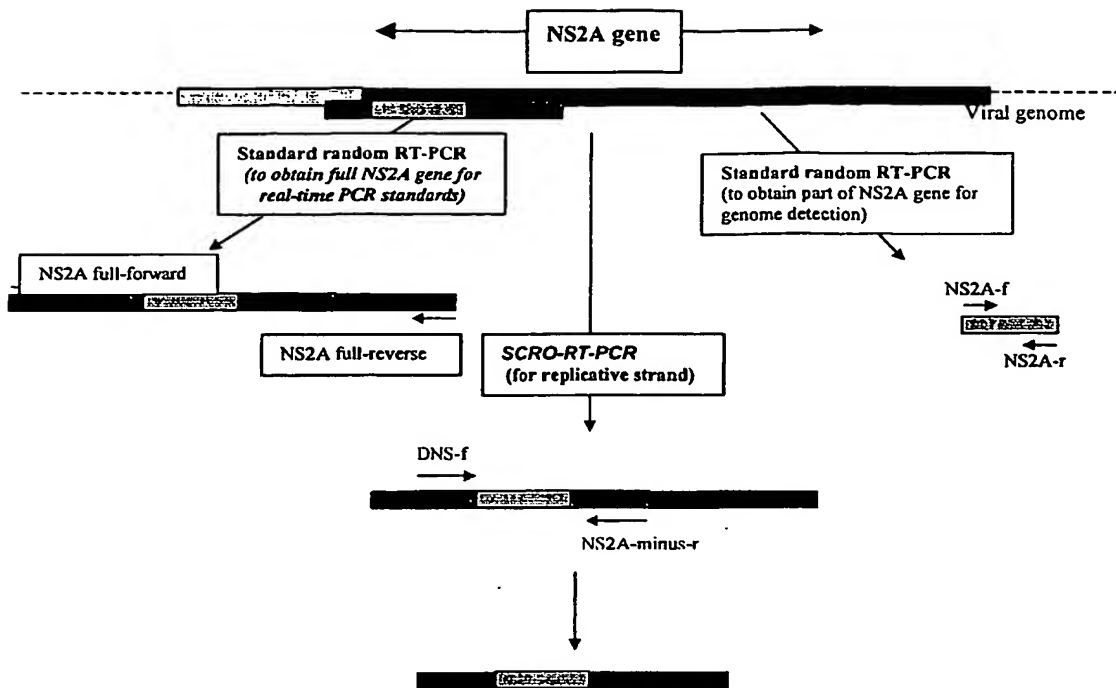 NS2A gene
Viral genome
Standard random RT-PCR
(to obtain full NS2A gene for
real-time PCR standards)
Standard random RT-PCR
(to obtain part of NS2A gene for
genome detection)
NS2A full-forward
NS2A-f
NS2A full-reverse
SCRO-RT-PCR
(for replicative strand)
NS2A-r
DNS-f
NS2A-minus-r